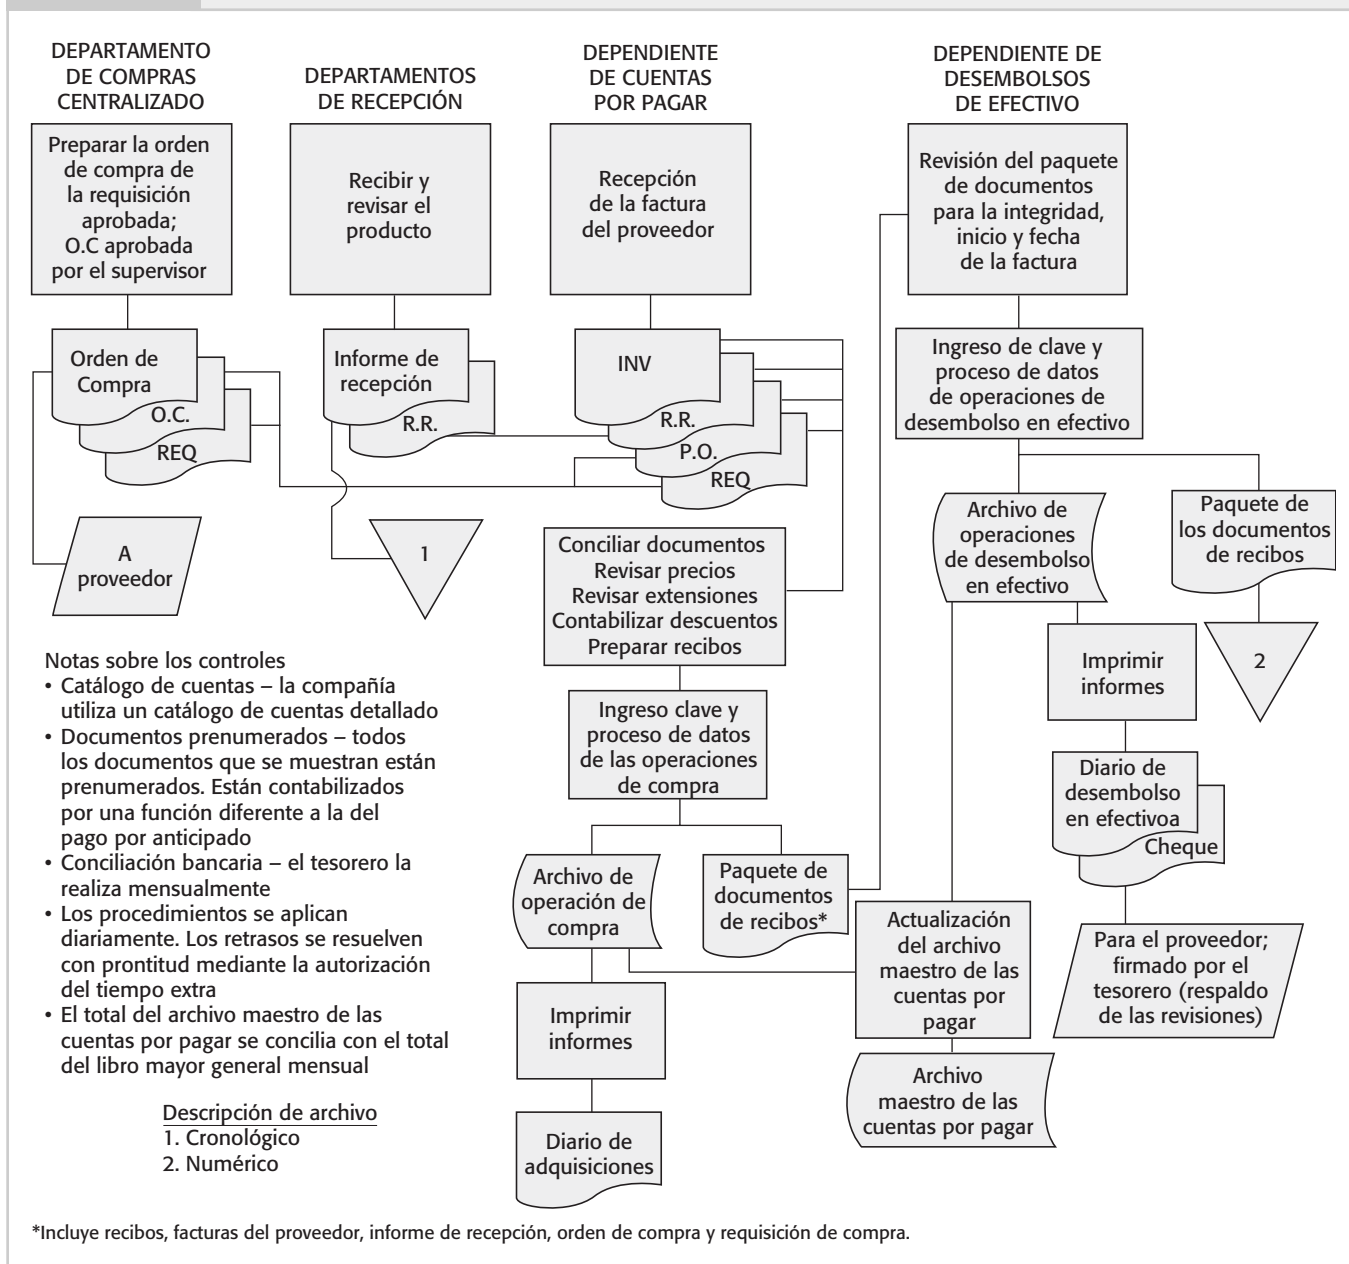 DEPARTAMENTO
DE COMPRAS
CENTRALIZADO
Preparar la orden
de compra de
la requisición
aprobada;
O.C aprobada
por el supervisor
Orden de
Compra
O.C.
REQ
A
proveedor
DEPARTAMENTOS
DE RECEPCIÓN
Recibir y
revisar el
producto
Informe de
recepción
R.R.
1
DEPENDIENTE
DE CUENTAS
POR PAGAR
Recepción
de la factura
del proveedor
INV
R.R.
P.O.
REQ
Conciliar documentos
Revisar precios
Revisar extensiones
Contabilizar descuentos
Preparar recibos
Ingreso clave y
proceso de datos
de las operaciones
de compra
Archivo de
operación de
compra
Paquete de
documentos
de recibos*
Imprimir
informes
Diario de
adquisiciones
DEPENDIENTE DE
DESEMBOLSOS
DE EFECTIVO
Revisión del paquete
de documentos
para la integridad,
inicio y fecha
de la factura
Ingreso de clave y
proceso de datos
de operaciones de
desembolso en efectivo
Archivo de
operaciones
de desembolso
en efectivo
Paquete de
los documentos
de recibos
2
Imprimir
informes
Diario de
desembolso
en efectivoa
Cheque
Para el proveedor;
firmado por el
tesorero (respaldo
de las revisiones)
Actualización
del archivo
maestro de las
cuentas por
pagar
Archivo
maestro de las
cuentas por pagar
Notas sobre los controles
• Catálogo de cuentas – la compañía
utiliza un catálogo de cuentas detallado
• Documentos prenumerados – todos
los documentos que se muestran están
prenumerados. Están contabilizados
por una función diferente a la del
pago por anticipado
• Conciliación bancaria – el tesorero la
realiza mensualmente
• Los procedimientos se aplican
diariamente. Los retrasos se resuelven
con prontitud mediante la autorización
del tiempo extra
• El total del archivo maestro de las
cuentas por pagar se concilia con el total
del libro mayor general mensual
Descripción de archivo
1. Cronológico
2. Numérico
*Incluye recibos, facturas del proveedor, informe de recepción, orden de compra y requisición de compra.